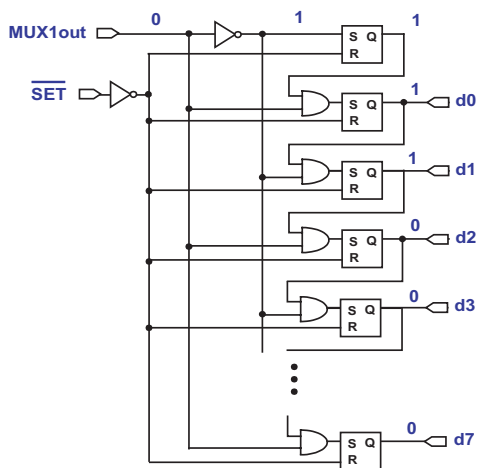 0 1 1
MUX1out
S Q
R
SET
1
S Q d0
R
1
S Q d1
R
0
S Q d2
R
0
S Q d3
R
0
S Q d7
R